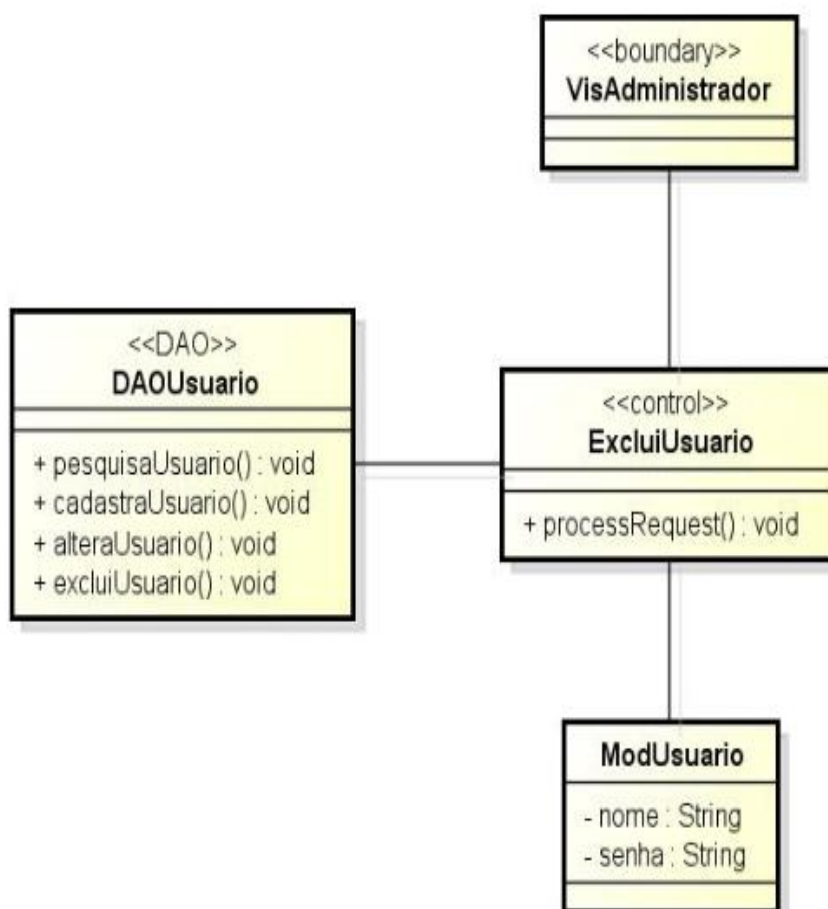 <<boundary>>
VisAdministrador
<<DAO>>
DAOUsuario
+ pesquisaUsuario() : void
+ cadastraUsuario() : void
+ alteraUsuario() : void
+ excluiUsuario() : void
<<control>>
ExcluiUsuario
+ processRequest() : void
ModUsuario
- nome : String
- senha : String